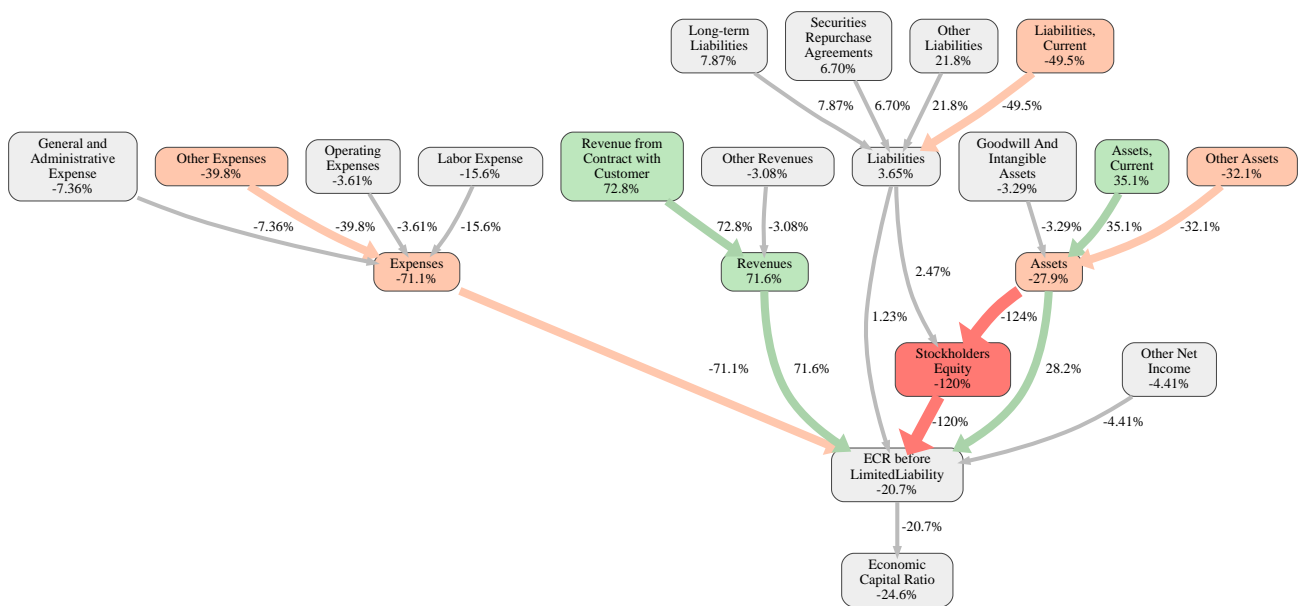 Long-term
Liabilities
7.87%
Securities
Repurchase
Agreements
6.70%
Other
Liabilities
21.8%
Liabilities,
Current
-49.5%
7.87%
6.70%
21.8%
-49.5%
General and
Administrative
Expense
-7.36%
Other Expenses
-39.8%
Operating
Expenses
-3.61%
Labor Expense
-15.6%
Revenue from
Contract with
Customer
72.8%
Other Revenues
-3.08%
Liabilities
3.65%
Goodwill And
Intangible
Assets
-3.29%
Assets,
Current
35.1%
Other Assets
-32.1%
-7.36%
-39.8%
-3.61%
-15.6%
72.8%
-3.08%
-3.29%
35.1%
-32.1%
Expenses
-71.1%
Revenues
71.6%
2.47%
Assets
-27.9%
1.23%
-124%
-71.1%
71.6%
Stockholders
Equity
-120%
28.2%
Other Net
Income
-4.41%
-120%
-4.41%
ECR before
LimitedLiability
-20.7%
-20.7%
Economic
Capital Ratio
-24.6%